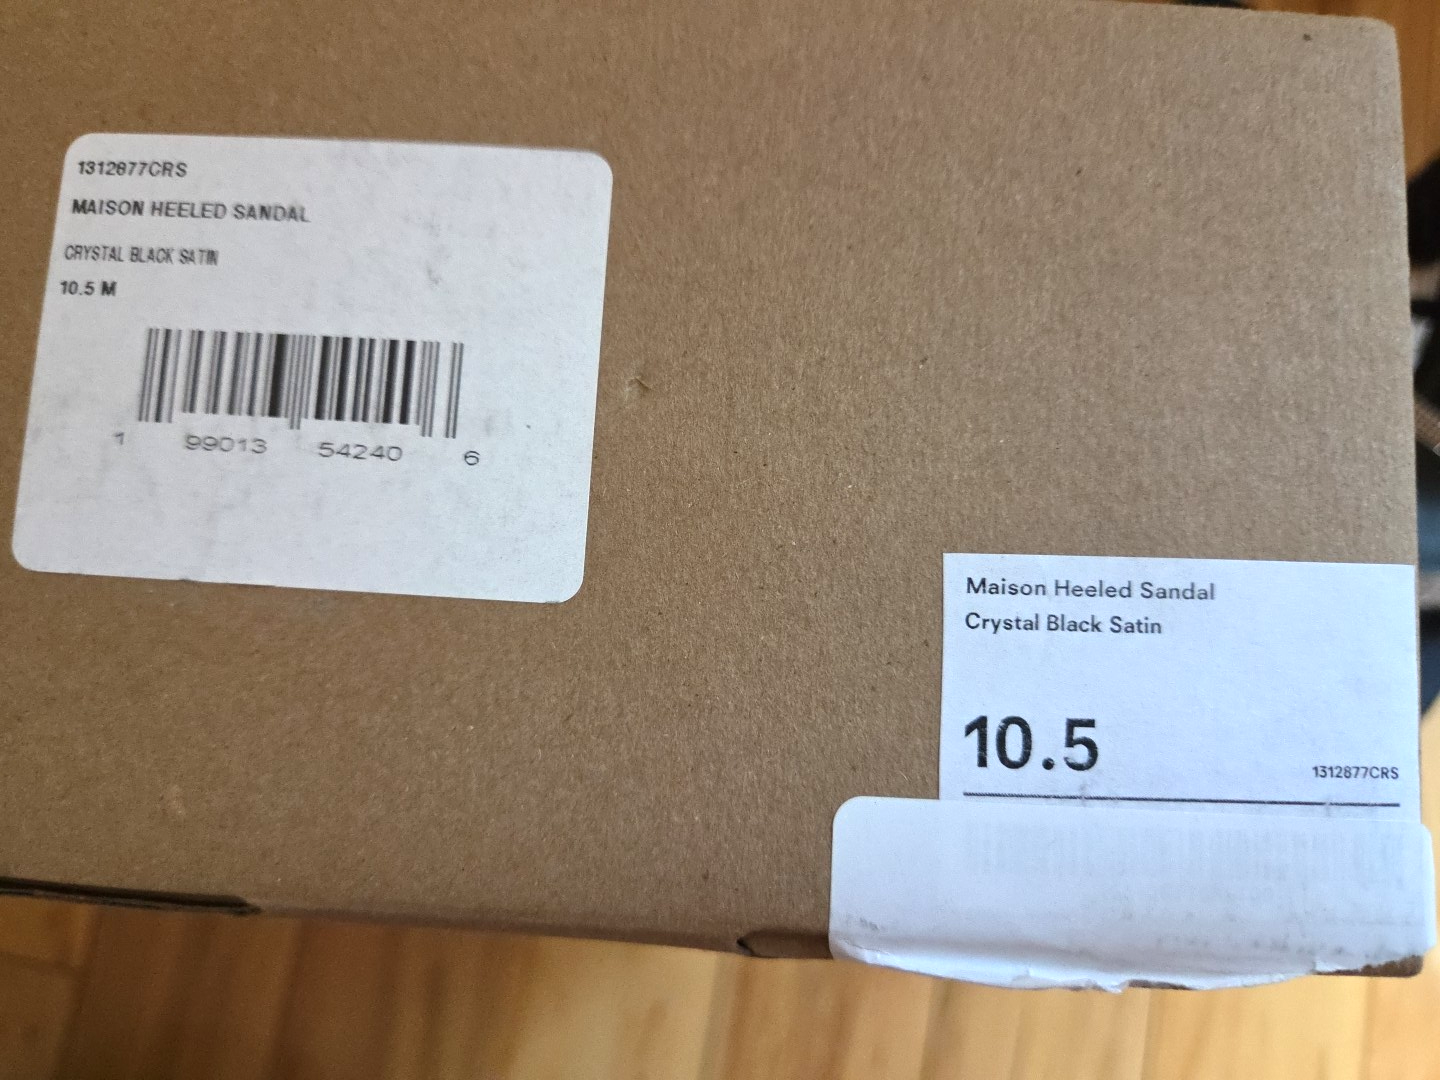 1312877CRS
MAISON HEELED SANDAL
CRYSTAL BLACK SATIN
10.5 M
1 99013 54240 6
Maison Heeled Sandal
Crystal Black Satin
10.5
1312877CRS